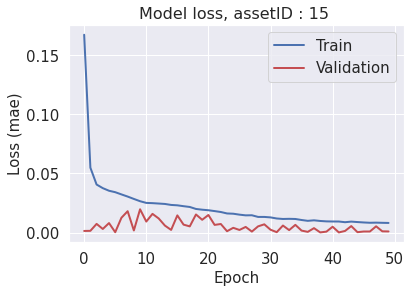 Model loss, assetID : 15
Train
Validation
Loss (mae)
0.15
0.10
0.05
0.00
0 10 20 30 40 50
Epoch